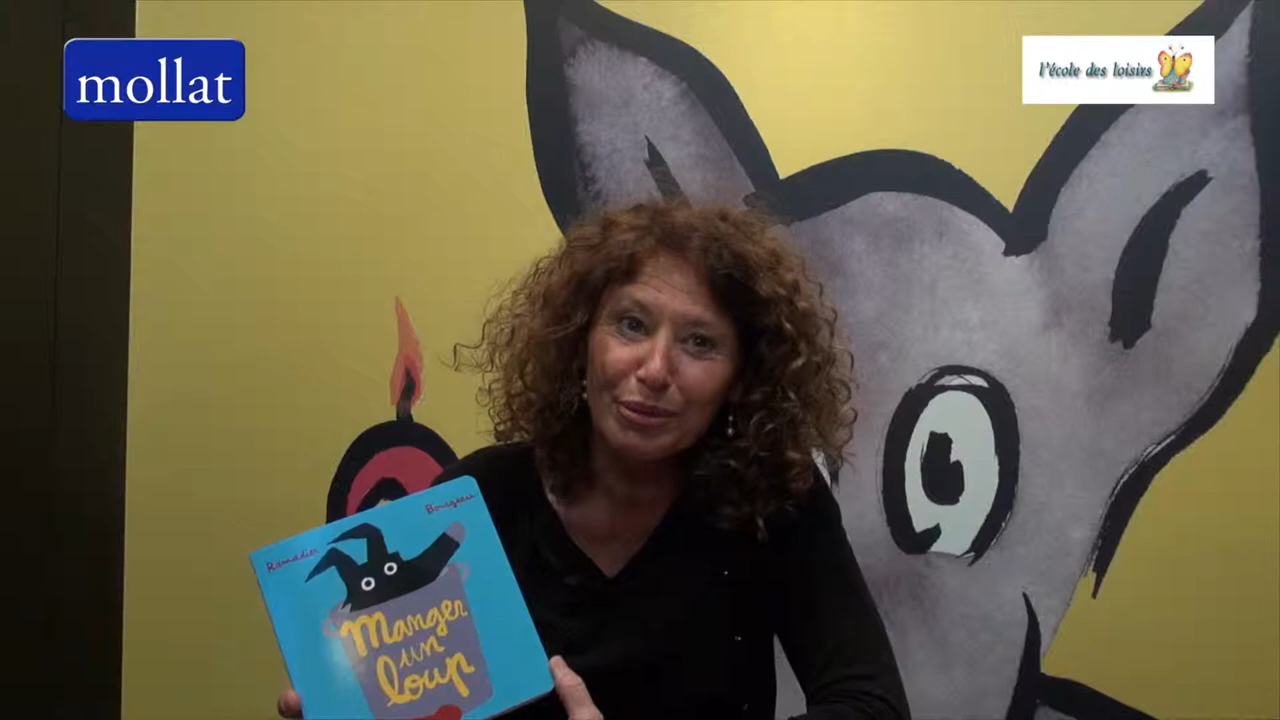 mollat
l'école des loisirs
Ramadier
Bourgeau
Manger
un
loup